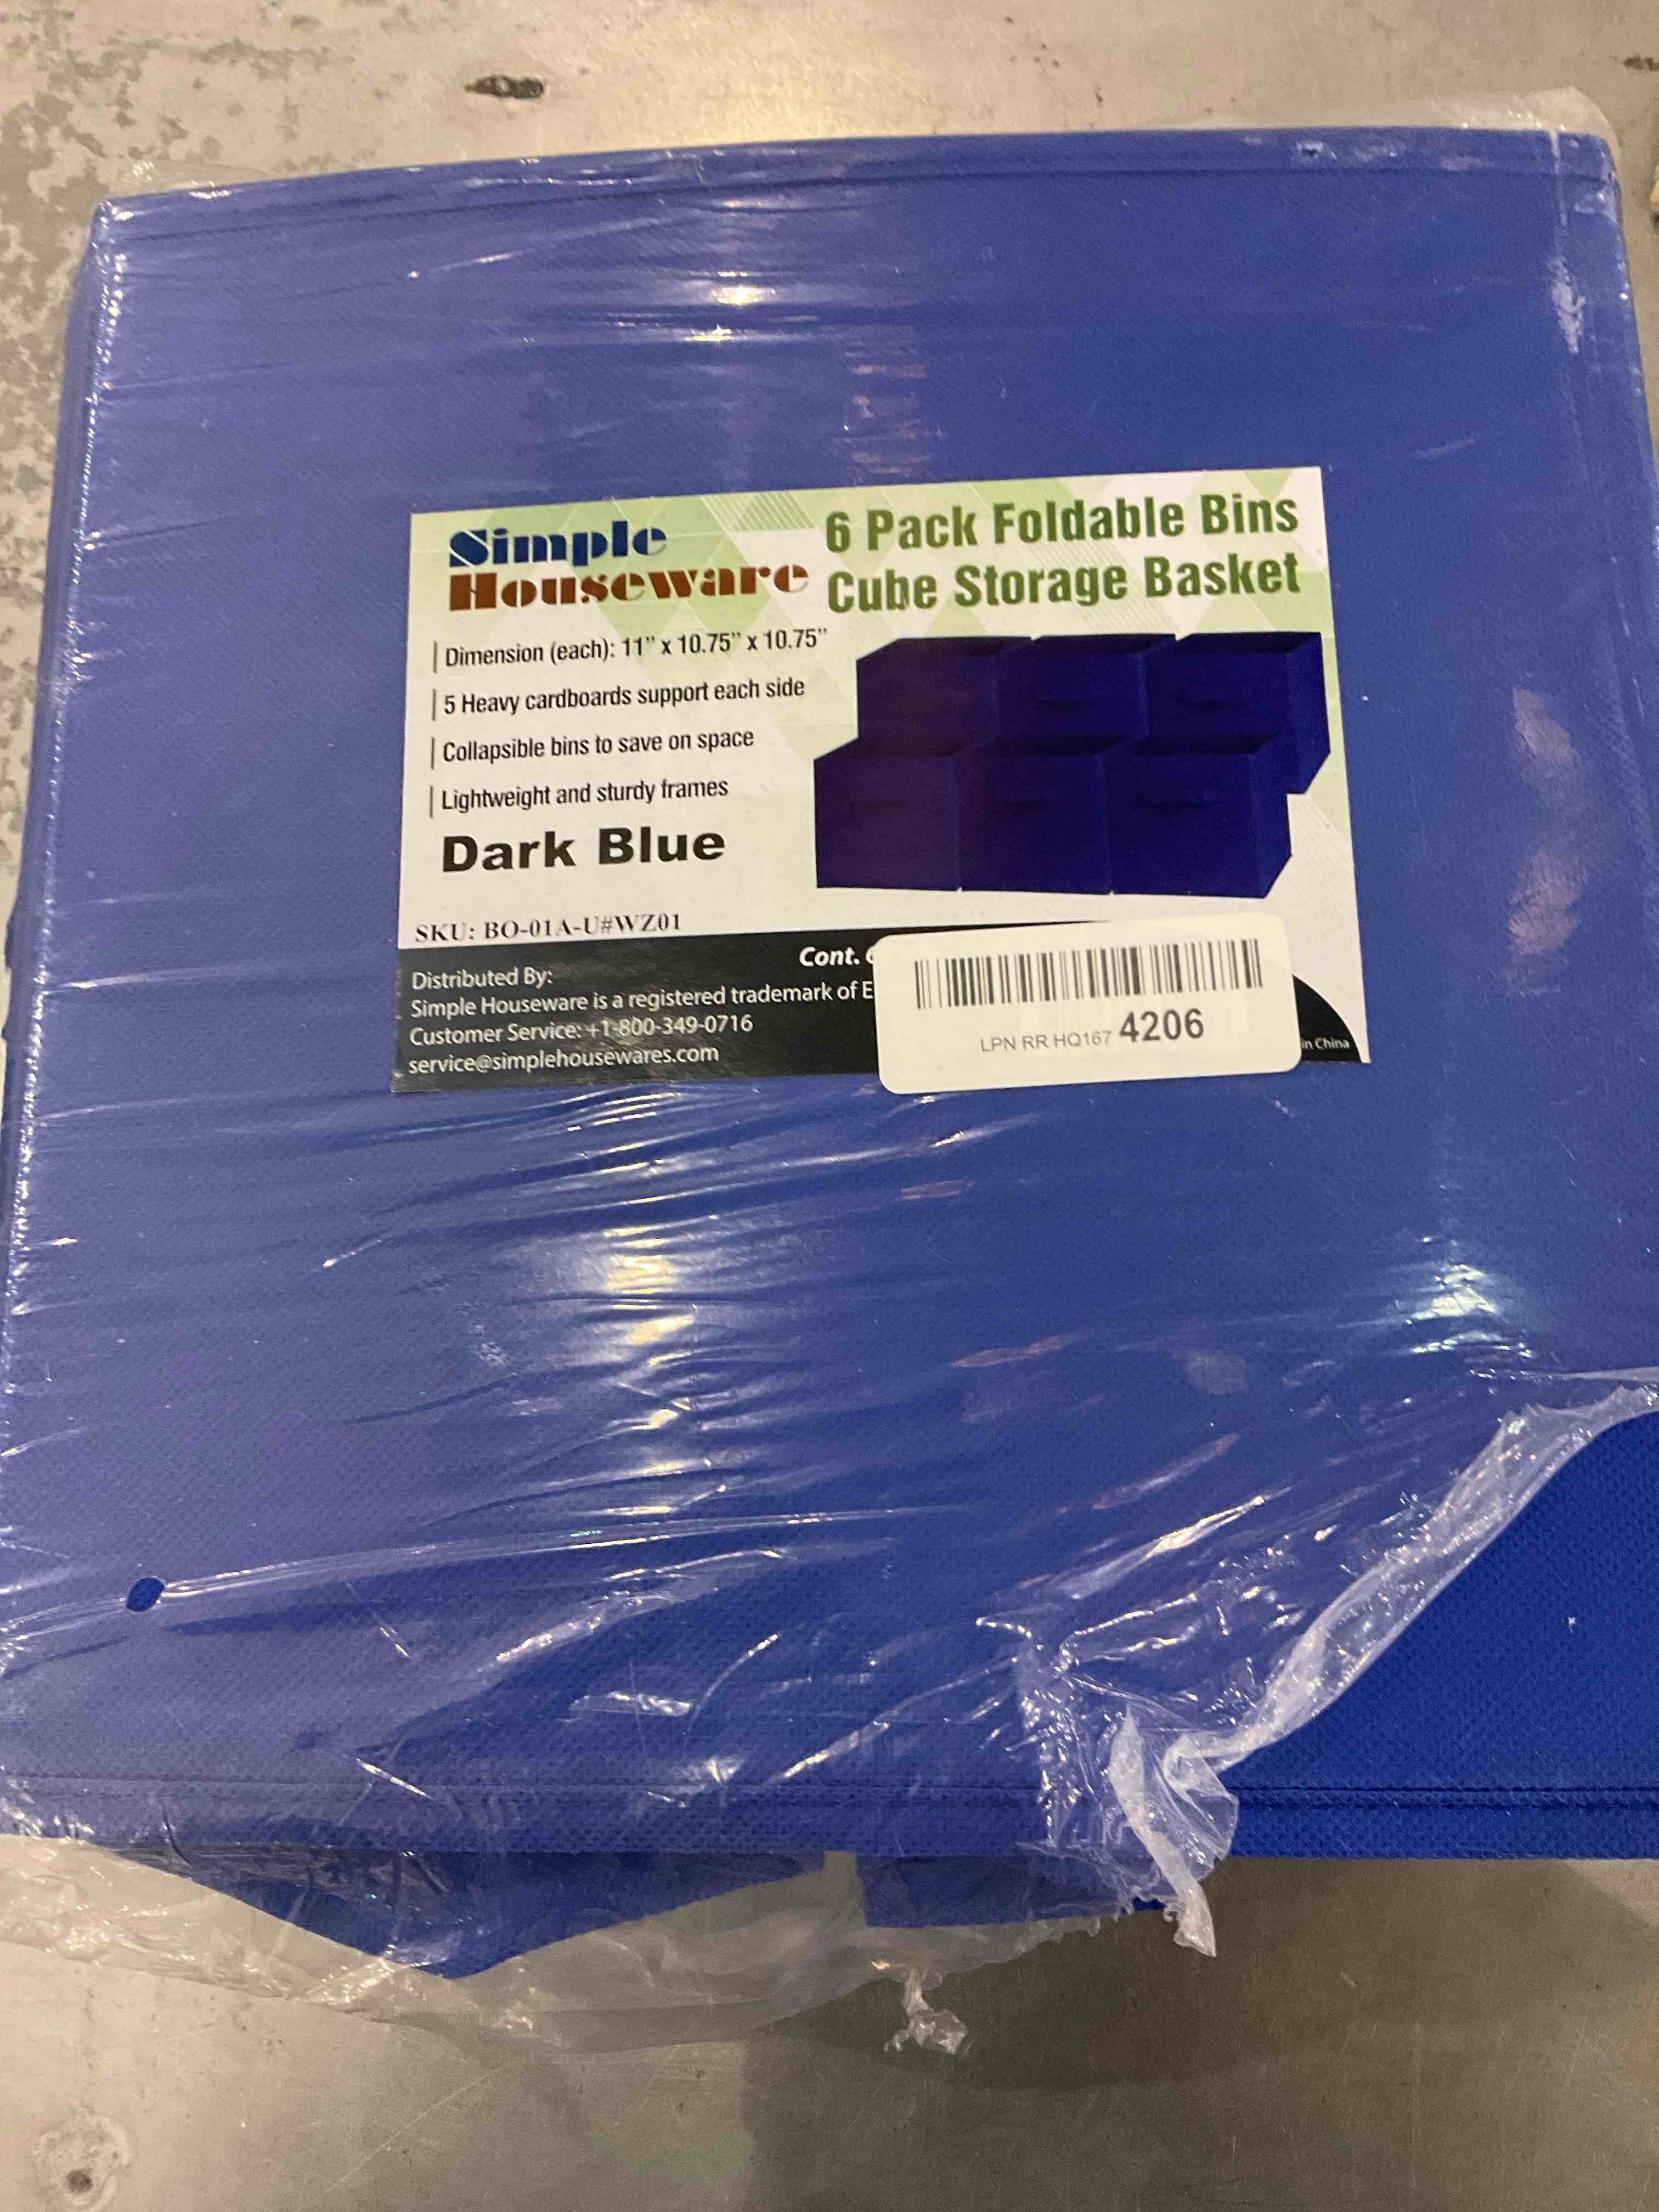 Simple
Houseware
6 Pack Foldable Bins
Cube Storage Basket
Dimension (each): 11" x 10.75" x 10.75"
5 Heavy cardboards support each side
Collapsible bins to save on space
Lightweight and sturdy frames
Dark Blue
SKU: BO-01A-U#WZ01
Cont.
Distributed By:
Simple Houseware is a registered trademark of E
Customer Service: +1-800-349-0716
service@simplehousewares.com
in China
LPN RR HQ167 4206